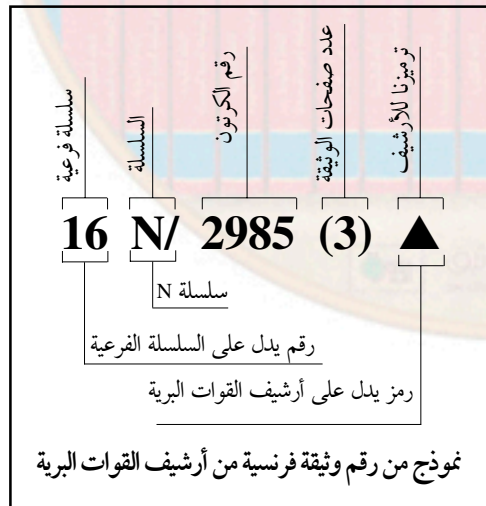 ترميزنا للأرشيف
عدد صفحات الوثيقة
رقم الكرتون
السلسلة
سلسلة فرعية
16 N/ 2985 (3) ▲
سلسلة N
رقم يدل على السلسلة الفرعية
رمز يدل على أرشيف القوات البرية
نموذج من رقم وثيقة فرنسية من أرشيف القوات البرية